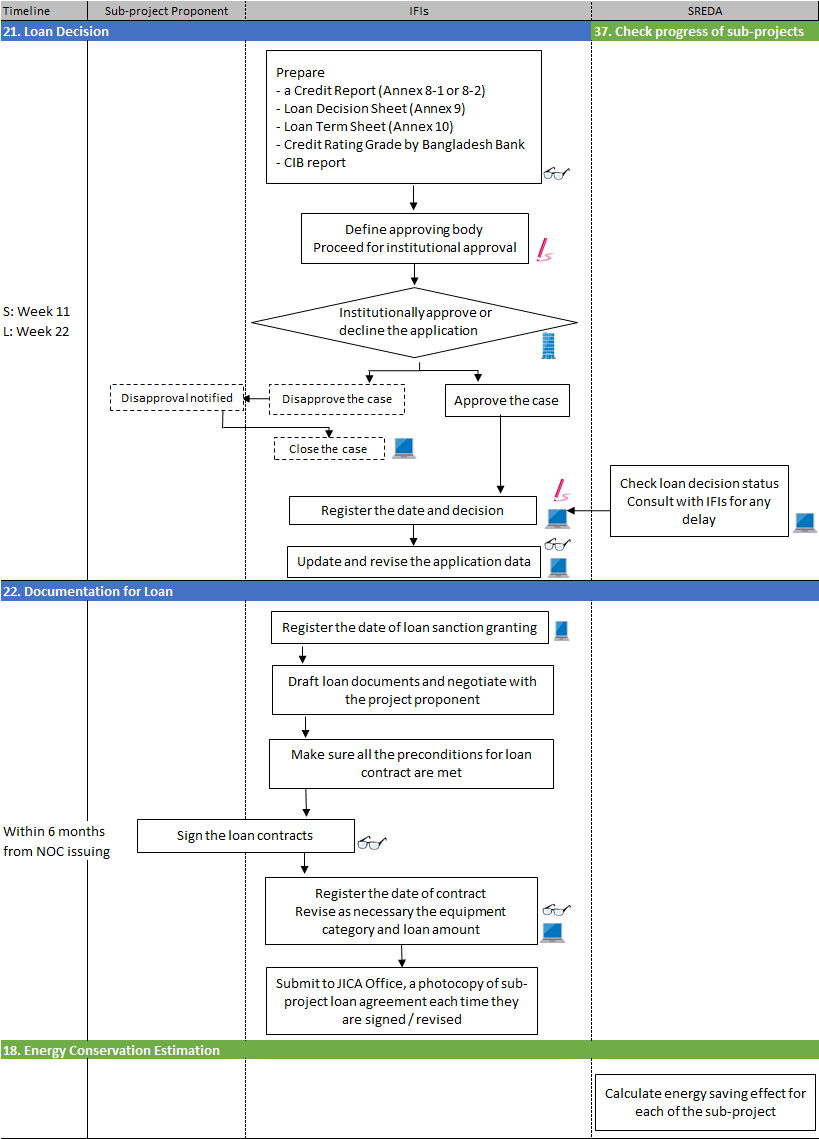 Timeline
Sub-project Proponent
IFIs
SREDA
21. Loan Decision
37. Check progress of sub-projects
Prepare
- a Credit Report (Annex 8-1 or 8-2)
- Loan Decision Sheet (Annex 9)
- Loan Term Sheet (Annex 10)
- Credit Rating Grade by Bangladesh Bank
- CIB report
Define approving body
Proceed for institutional approval
S: Week 11
L: Week 22
Institutionally approve or
decline the application
Disapproval notified
Disapprove the case
Approve the case
Close the case
Check loan decision status
Consult with IFIs for any
delay
Register the date and decision
Update and revise the application data
22. Documentation for Loan
Register the date of loan sanction granting
Draft loan documents and negotiate with
the project proponent
Make sure all the preconditions for loan
contract are met
Within 6 months
from NOC issuing
Sign the loan contracts
Register the date of contract
Revise as necessary the equipment
category and loan amount
Submit to JICA Office, a photocopy of sub-
project loan agreement each time they
are signed / revised
18. Energy Conservation Estimation
Calculate energy saving effect for
each of the sub-project